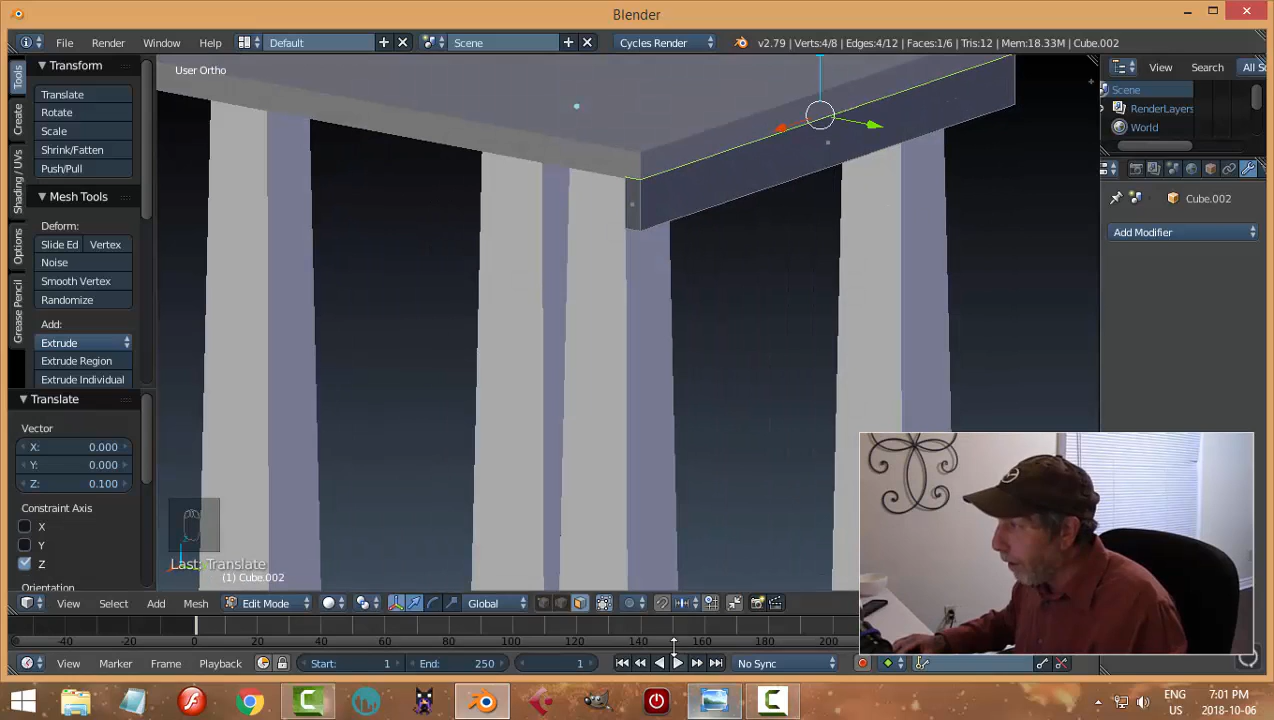 Blender
File Render Window Help Default Scene Cycles Render v2.79 | Verts:4/8 | Edges:4/12 | Faces:1/6 | Tris:12 | Mem:18.33M | Cube.002
Tools
Create
Shading / UVs
Options
Grease Pencil
Transform
Translate
Rotate
Scale
Shrink/Fatten
Push/Pull
Mesh Tools
Deform:
Slide Ed Vertex
Noise
Smooth Vertex
Randomize
Add:
Extrude
Extrude Region
Extrude Individual
Translate
Vector
X: 0.000
Y: 0.000
Z: 0.100
Constraint Axis
X
Y
Z
Orientation
User Ortho
Last: Translate
(1) Cube.002
View Search All S
Scene
RenderLayers
World
Cube.002
Add Modifier
View Select Add Mesh Edit Mode Global
-40 -20 0 20 40 60 80 100 120 140 160 180 200
View Marker Frame Playback Start: 1 End: 250 1 No Sync
ENG 7:01 PM
US 2018-10-06